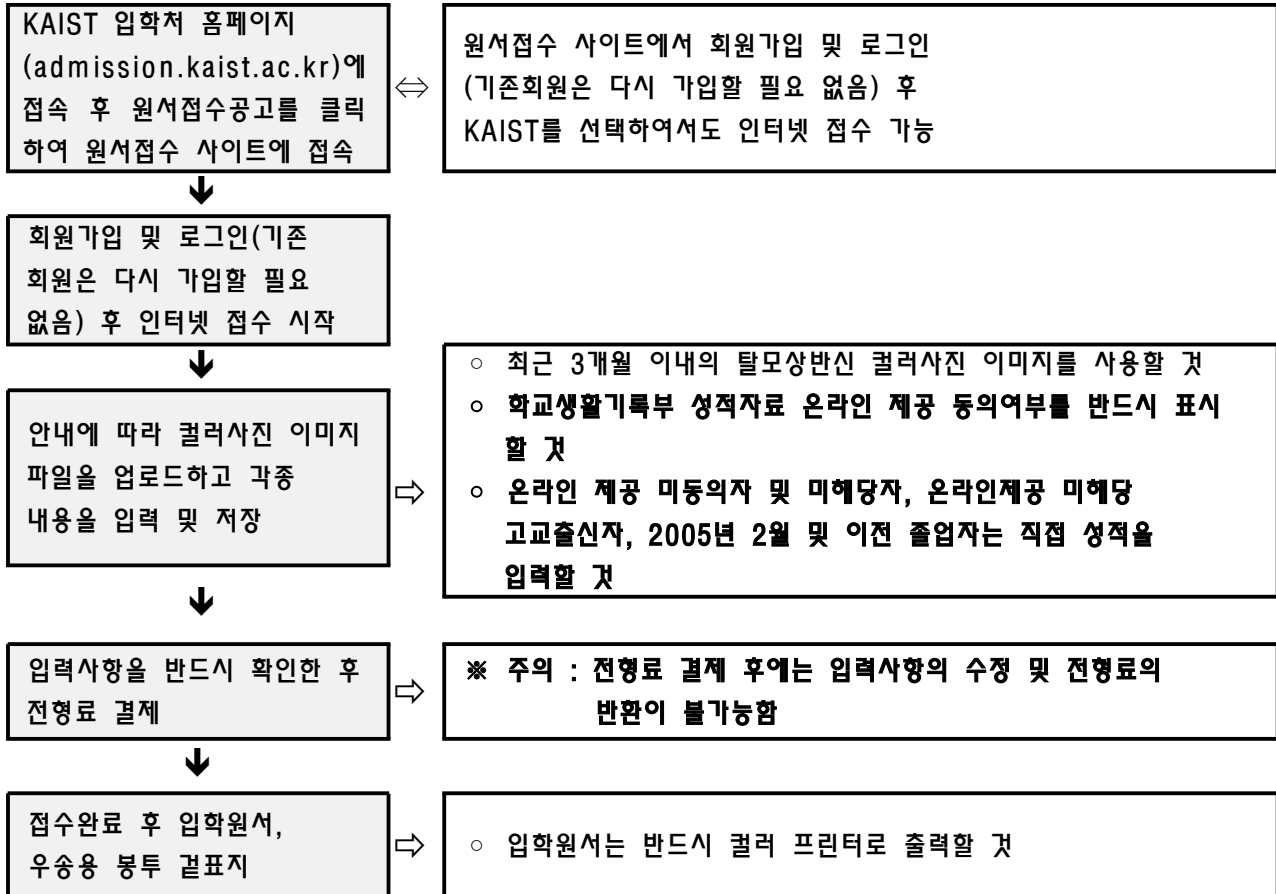 KAIST 입학처 홈페이지
(admission.kaist.ac.kr)에
접속 후 원서접수공고를 클릭
하여 원서접수 사이트에 접속
⇔
원서접수 사이트에서 회원가입 및 로그인
(기존회원은 다시 가입할 필요 없음) 후
KAIST를 선택하여서도 인터넷 접수 가능
회원가입 및 로그인(기존
회원은 다시 가입할 필요
없음) 후 인터넷 접수 시작
안내에 따라 컬러사진 이미지
파일을 업로드하고 각종
내용을 입력 및 저장
○ 최근 3개월 이내의 탈모상반신 컬러사진 이미지를 사용할 것
○ 학교생활기록부 성적자료 온라인 제공 동의여부를 반드시 표시
할 것
○ 온라인 제공 미동의자 및 미해당자, 온라인제공 미해당
고교출신자, 2005년 2월 및 이전 졸업자는 직접 성적을
입력할 것
입력사항을 반드시 확인한 후
전형료 결제
※ 주의 : 전형료 결제 후에는 입력사항의 수정 및 전형료의
반환이 불가능함
접수완료 후 입학원서,
우송용 봉투 겉표지
○ 입학원서는 반드시 컬러 프린터로 출력할 것